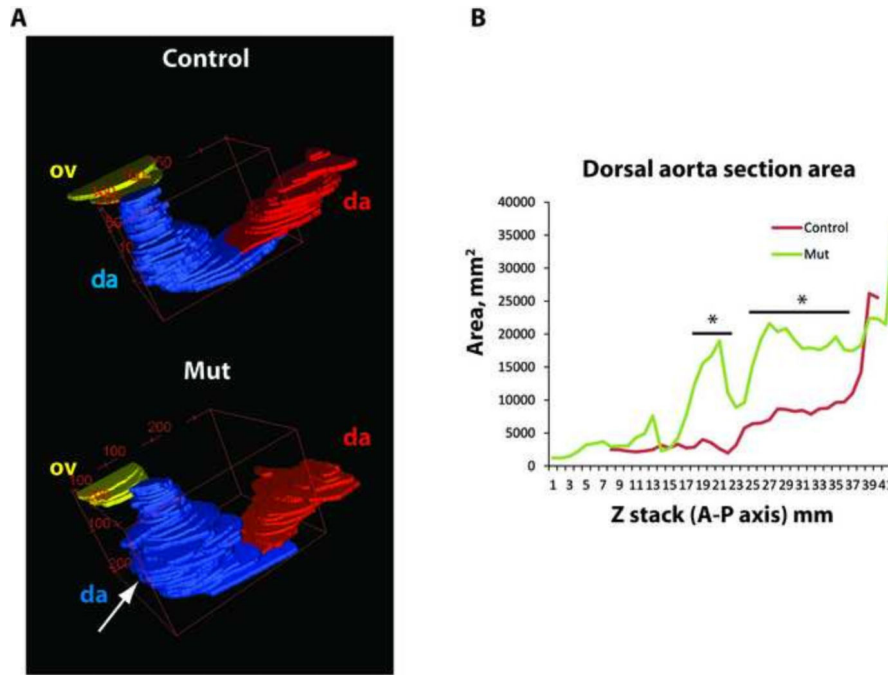 A
Control
ov
da
da
Mut
200
100
da
ov
100
100
200
da
B
Dorsal aorta section area
40000
35000
30000
25000
20000
15000
10000
5000
0
Control
Mut
*
*
Area, mm²
1 3 5 7 9 11 13 15 17 19 21 23 25 27 29 31 33 35 37 39 41
Z stack (A-P axis) mm